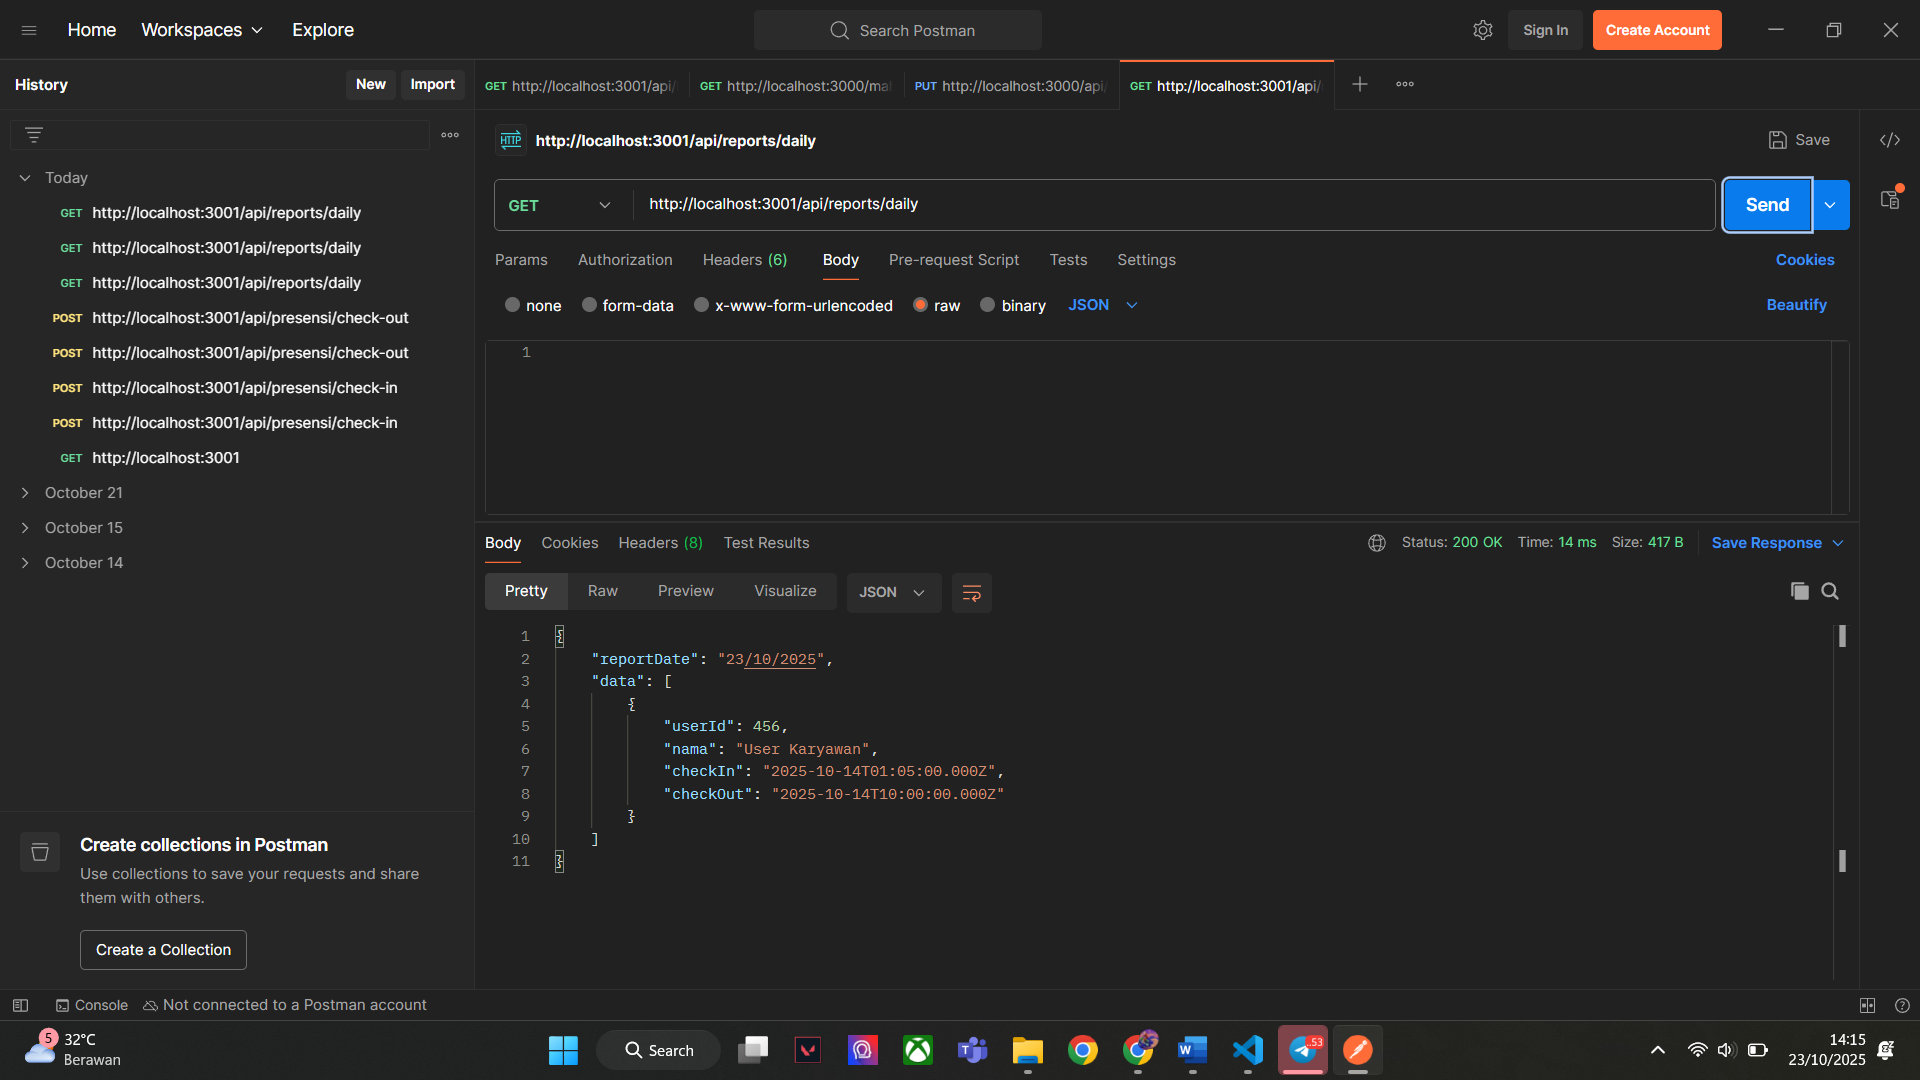 Home Workspaces Explore
Search Postman
Sign In
Create Account
History
New
Import
GET http://localhost:3001/api/
GET http://localhost:3000/ma
PUT http://localhost:3000/api/
GET http://localhost:3001/api/
HTTP http://localhost:3001/api/reports/daily
Save
Today
GET http://localhost:3001/api/reports/daily
GET http://localhost:3001/api/reports/daily
GET http://localhost:3001/api/reports/daily
POST http://localhost:3001/api/presensi/check-out
POST http://localhost:3001/api/presensi/check-out
POST http://localhost:3001/api/presensi/check-in
POST http://localhost:3001/api/presensi/check-in
GET http://localhost:3001
October 21
October 15
October 14
GET http://localhost:3001/api/reports/daily
Send
Params Authorization Headers (6) Body Pre-request Script Tests Settings
Cookies
none form-data x-www-form-urlencoded raw binary JSON
Beautify
1
Body Cookies Headers (8) Test Results
Status: 200 OK Time: 14 ms Size: 417 B
Save Response
Pretty Raw Preview Visualize JSON
1 {
2 "reportDate": "23/10/2025",
3 "data": [
4 {
5 "userId": 456,
6 "nama": "User Karyawan",
7 "checkIn": "2025-10-14T01:05:00.000Z",
8 "checkOut": "2025-10-14T10:00:00.000Z"
9 }
10 ]
11 }
Create collections in Postman
Use collections to save your requests and share
them with others.
Create a Collection
Console
Not connected to a Postman account
5
32°C
Berawan
Search
..53
14:15
23/10/2025